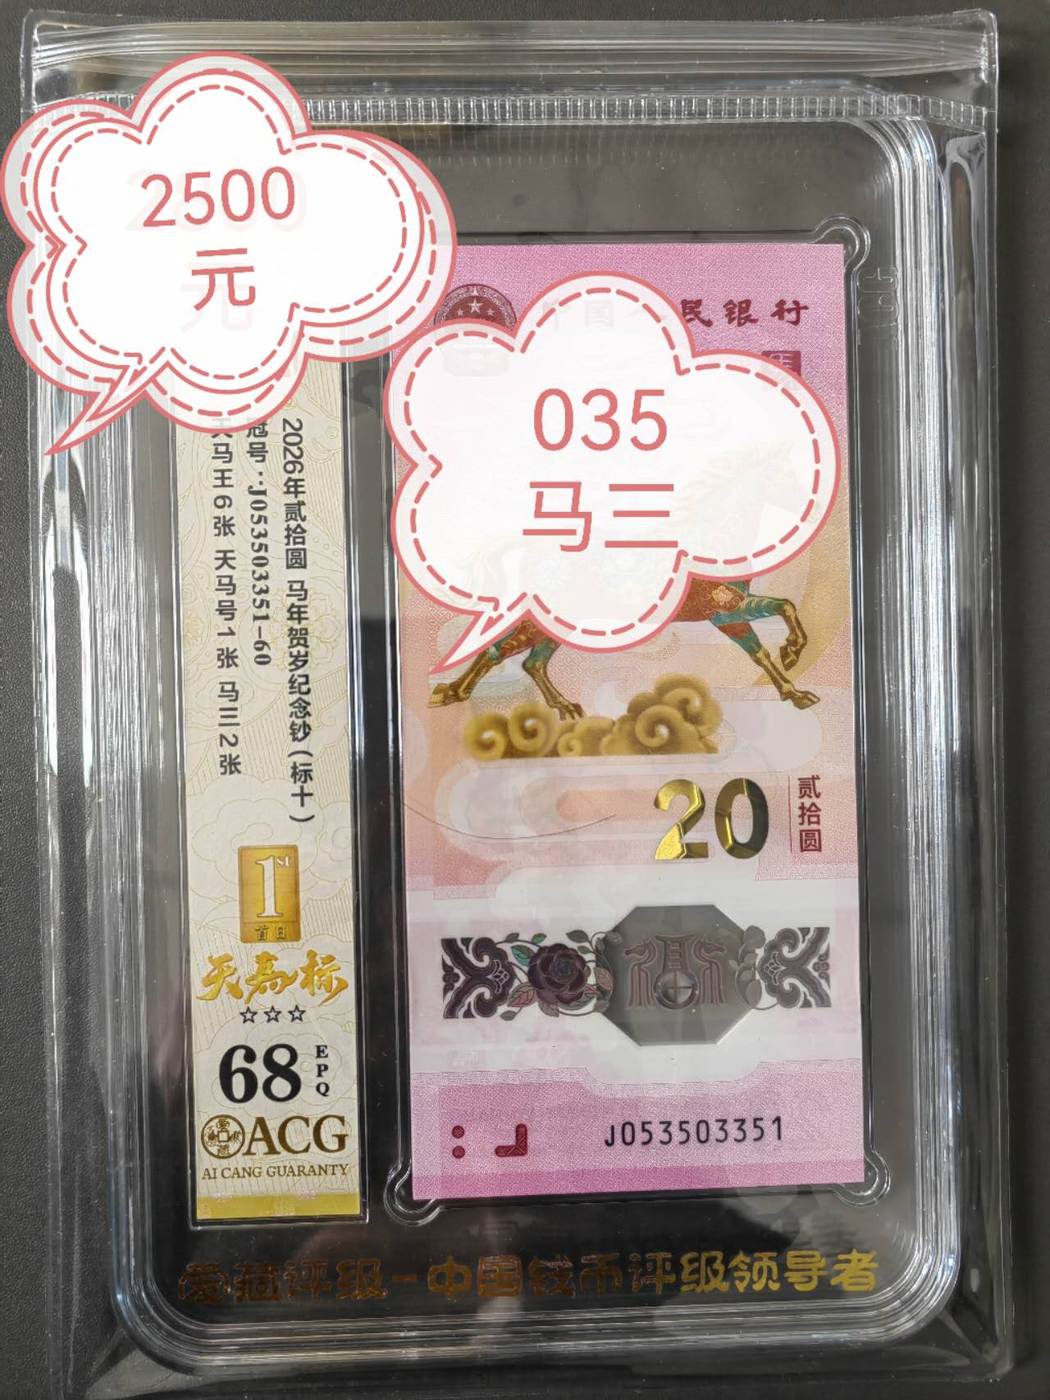 2500
元
035
马三
民银行
2026年贰拾圆 马年贺岁纪念钞（标十）
冠号：J053503351-60
天马王6张 天马号1张 马三2张
1ST
首日
天马标
☆☆☆
68
EPQ
ACG
AI CANG GUARANTY
20
贰拾圆
J053503351
爱藏评级-中国钱币评级领导者